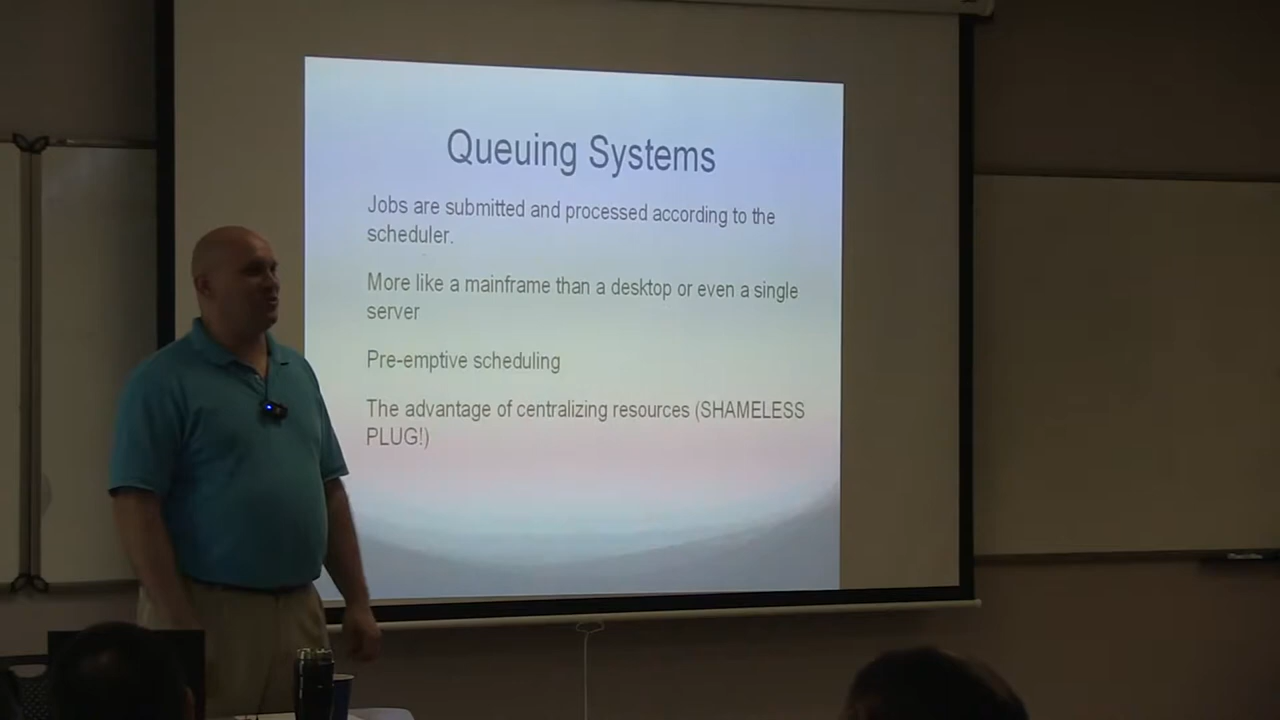 Queuing Systems
Jobs are submitted and processed according to the
scheduler.
More like a mainframe than a desktop or even a single
server
Pre-emptive scheduling
The advantage of centralizing resources (SHAMELESS
PLUG!)